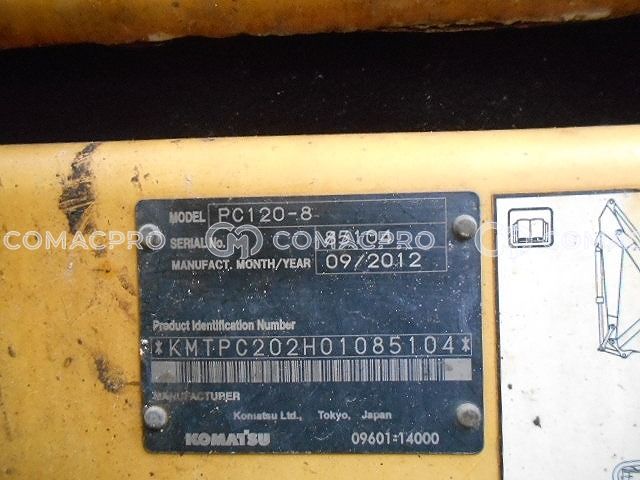 MODEL PC120-8
SERIAL No. 85104
MANUFACT. MONTH/YEAR 09/2012
Product Identification Number
*KMTPC202H01085104*
MANUFACTURER
Komatsu Ltd., Tokyo, Japan
KOMATSU 09601-14000
COMACPRO